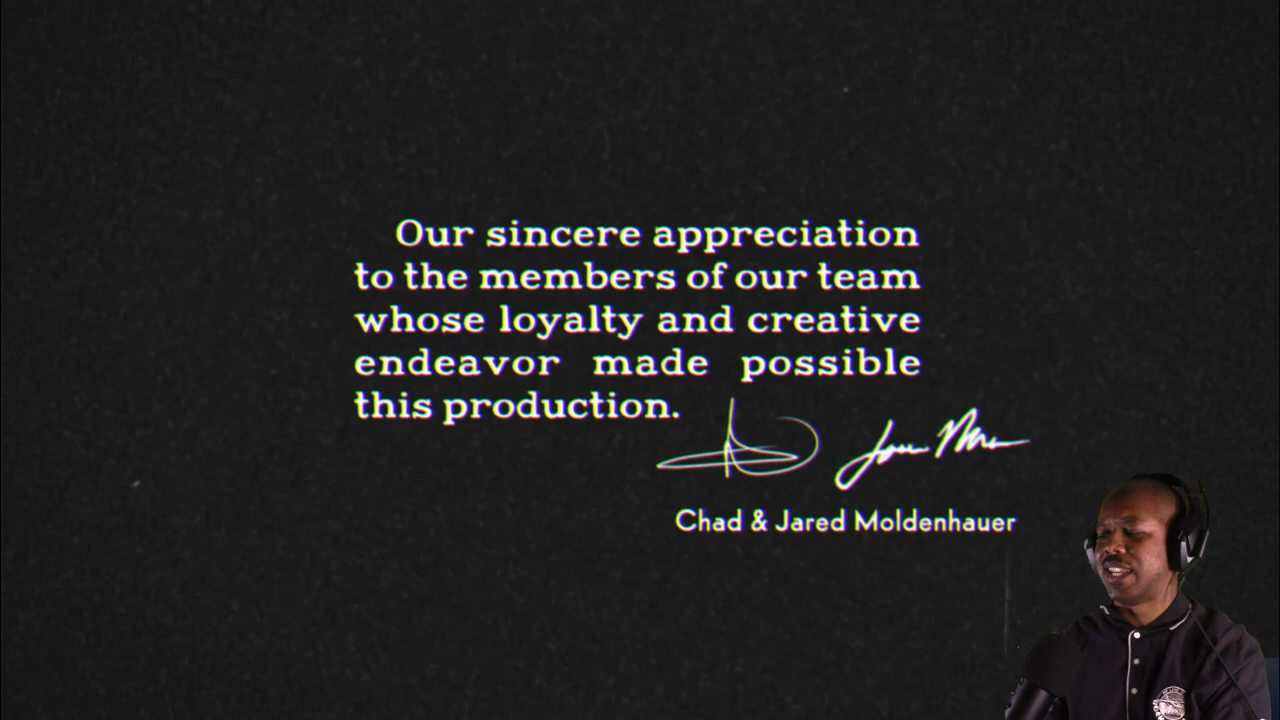 Our sincere appreciation
to the members of our team
whose loyalty and creative
endeavor made possible
this production.
Chad & Jared Moldenhauer